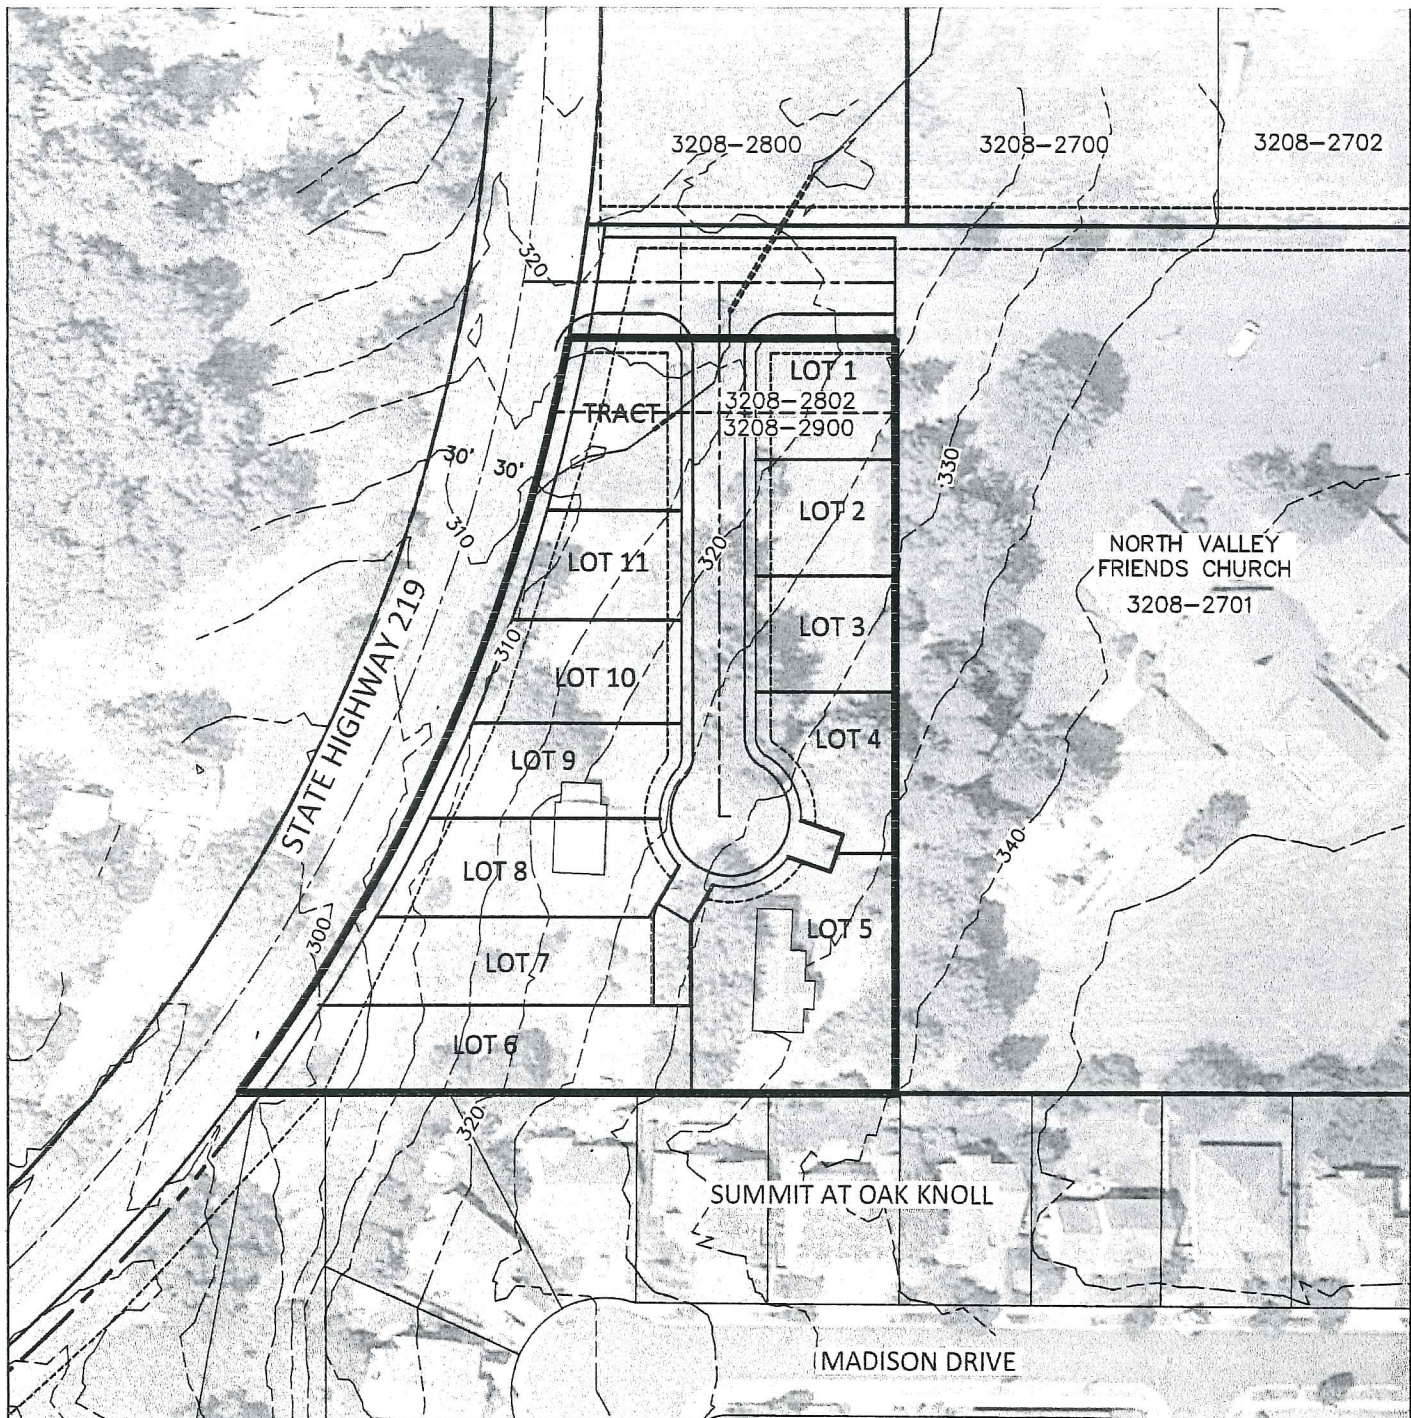 3208-2800
3208-2700
3208-2702
320
LOT 1
3208-2802
TRACT
3208-2900
30'
30'
330
LOT 2
310
320
NORTH VALLEY
FRIENDS CHURCH
3208-2701
LOT 11
STATE HIGHWAY 219
LOT 3
310
LOT 10
LOT 4
LOT 9
340
LOT 8
300
LOT 5
LOT 7
LOT 6
320
SUMMIT AT OAK KNOLL
MADISON DRIVE